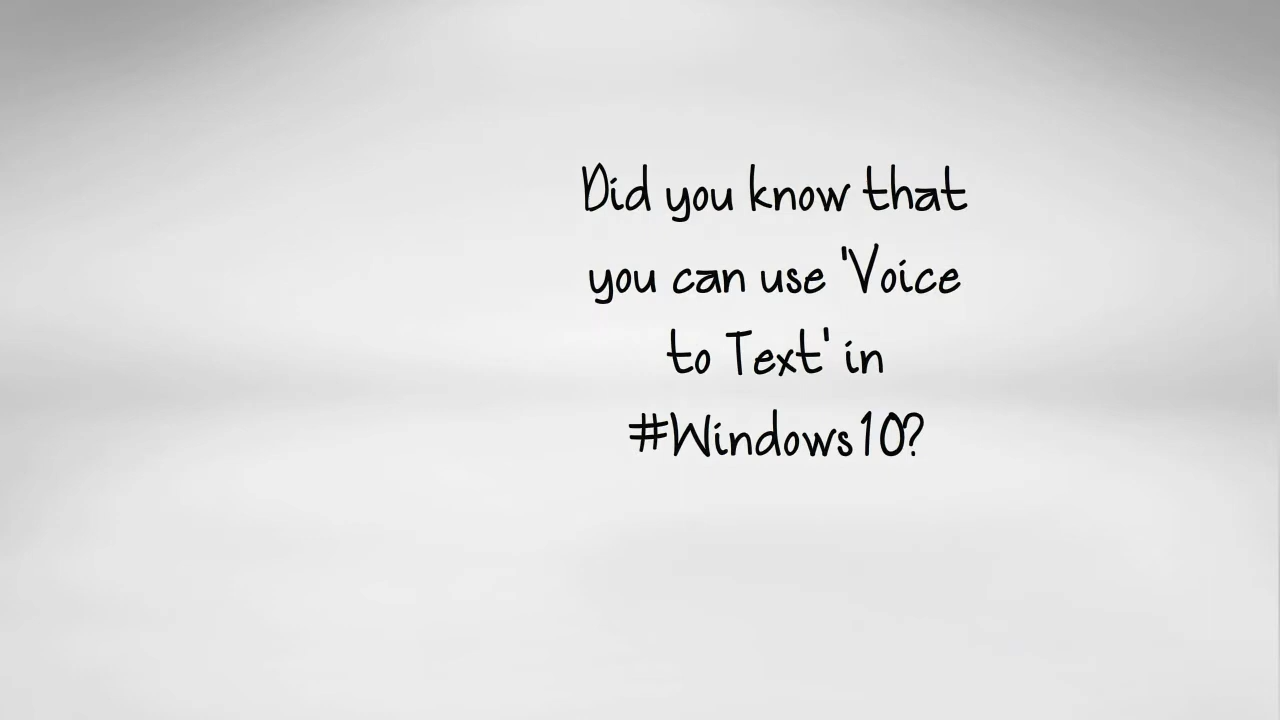 Did you know that
you can use 'Voice
to Text' in
#Windows10?